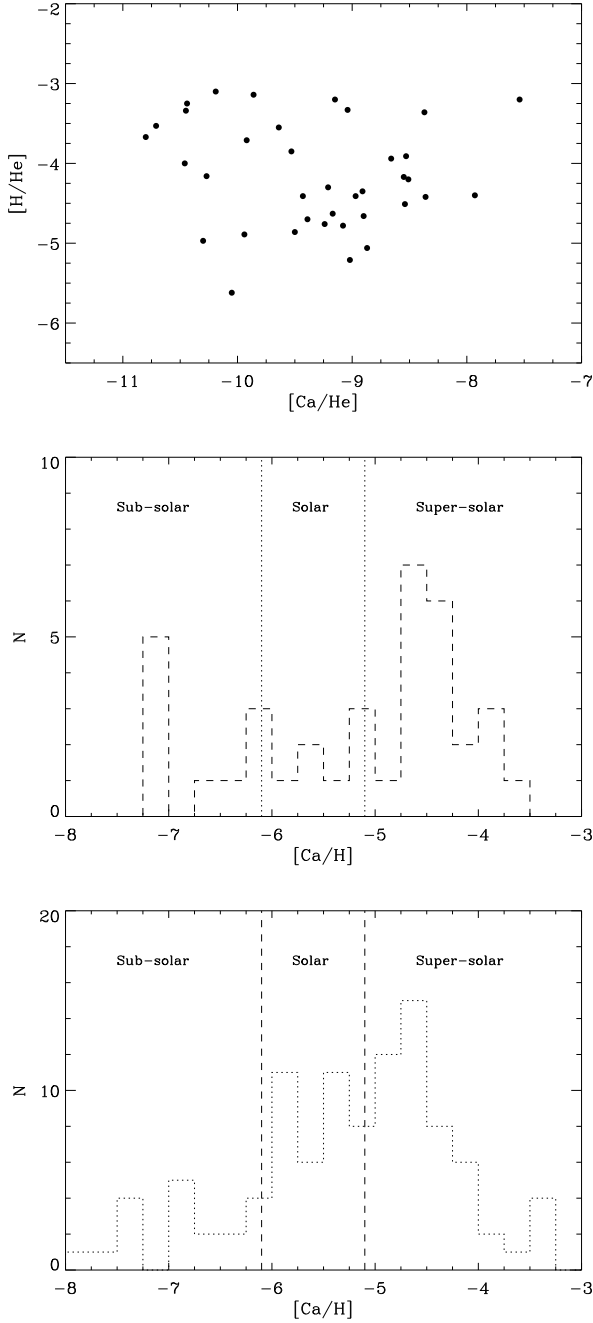 −2
−3
−4
−5
−6
[H/He]
−11 −10 −9 −8 −7
[Ca/He]
10
5
0
N
Sub−solar Solar Super−solar
−8 −7 −6 −5 −4 −3
[Ca/H]
20
10
0
N
Sub−solar Solar Super−solar
−8 −7 −6 −5 −4 −3
[Ca/H]